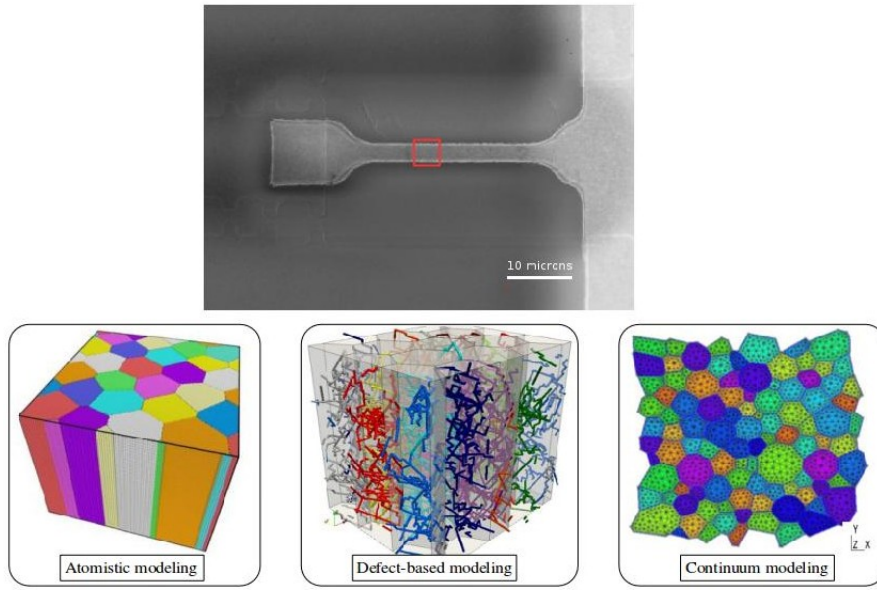 10 microns
Atomistic modeling
Defect-based modeling
Continuum modeling
Y
Z X